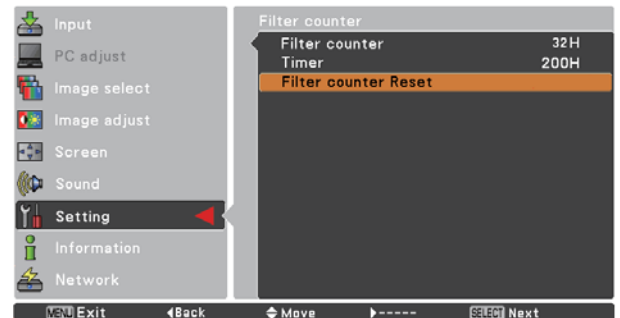 Input
PC adjust
Image select
Image adjust
Screen
Sound
Setting
Information
Network
Filter counter
Filter counter 32H
Timer 200H
Filter counter Reset
MENU Exit ◀Back Move ▶----- SELECT Next